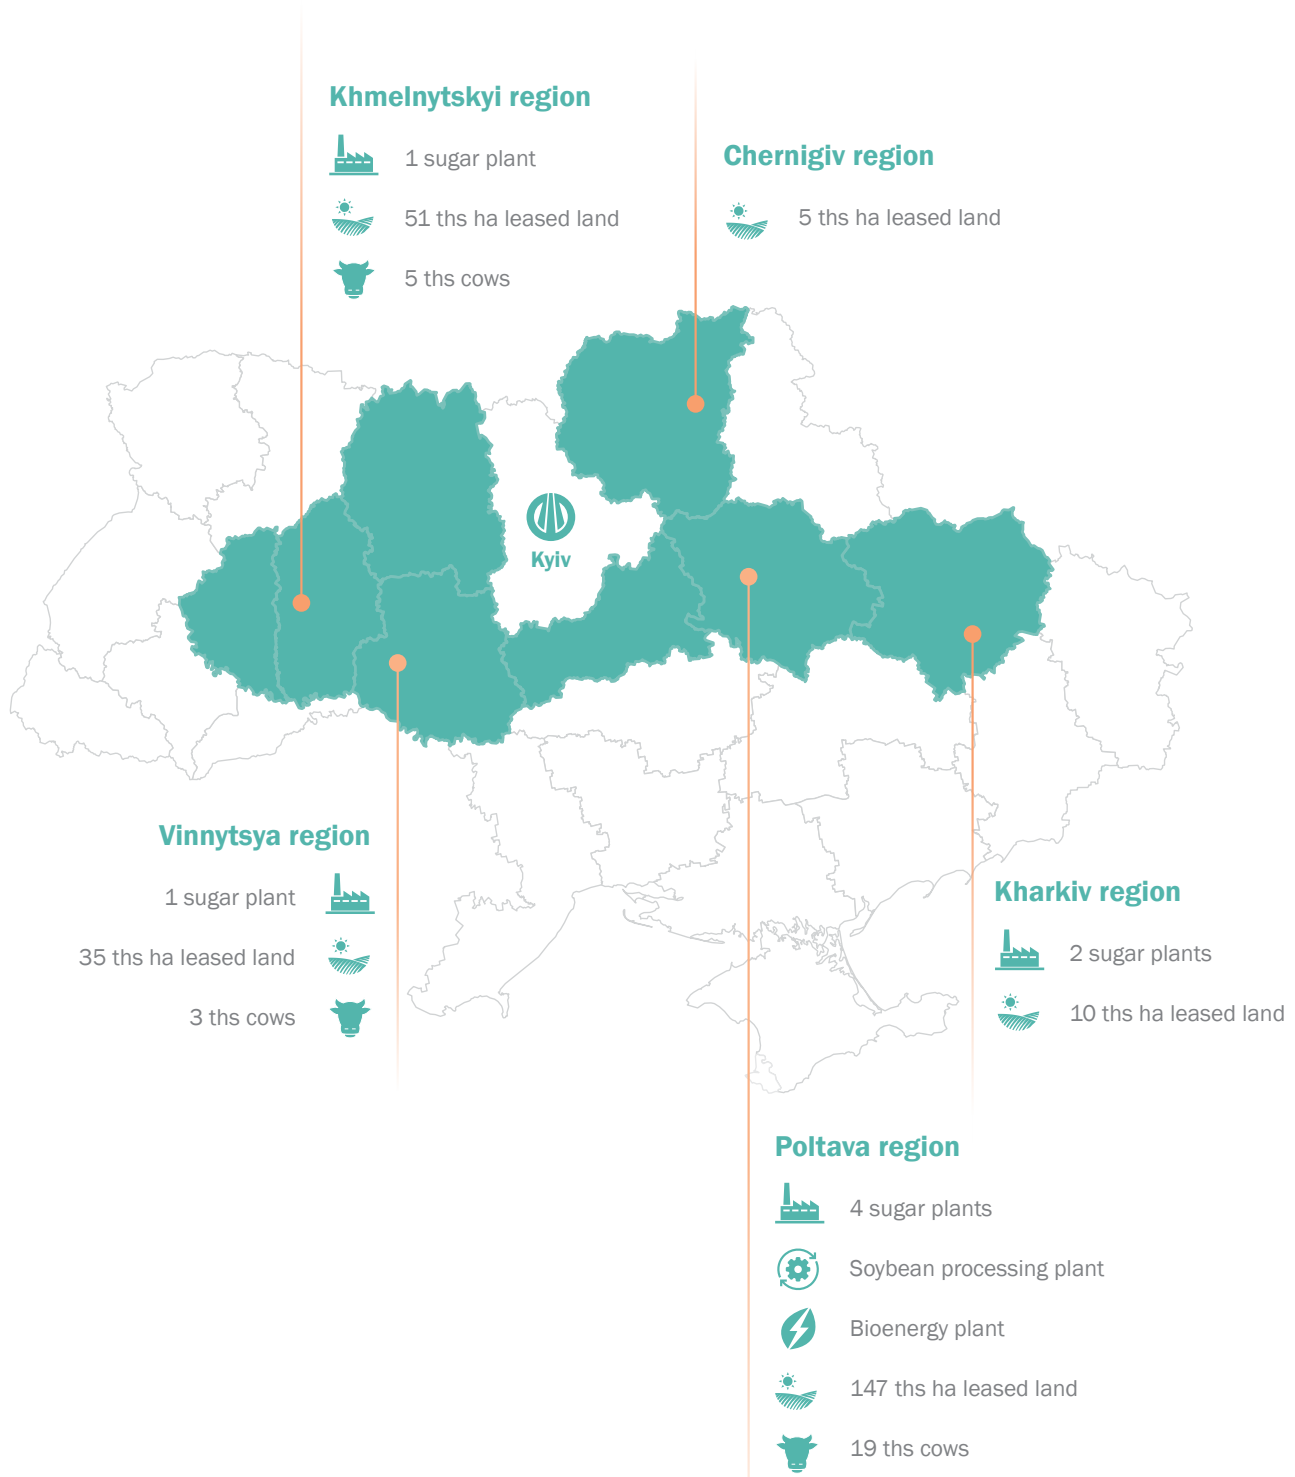 Khmelnytskyi region
1 sugar plant
51 ths ha leased land
5 ths cows
Chernigiv region
5 ths ha leased land
Kyiv
Vinnytsya region
1 sugar plant
35 ths ha leased land
3 ths cows
Kharkiv region
2 sugar plants
10 ths ha leased land
Poltava region
4 sugar plants
Soybean processing plant
Bioenergy plant
147 ths ha leased land
19 ths cows